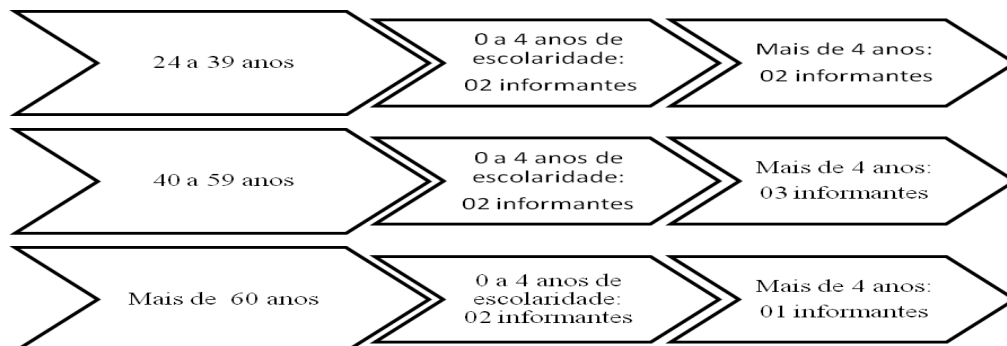 24 a 39 anos
0 a 4 anos de
escolaridade:
02 informantes
Mais de 4 anos:
02 informantes
40 a 59 anos
0 a 4 anos de
escolaridade:
02 informantes
Mais de 4 anos:
03 informantes
Mais de 60 anos
0 a 4 anos de
escolaridade:
02 informantes
Mais de 4 anos:
01 informantes